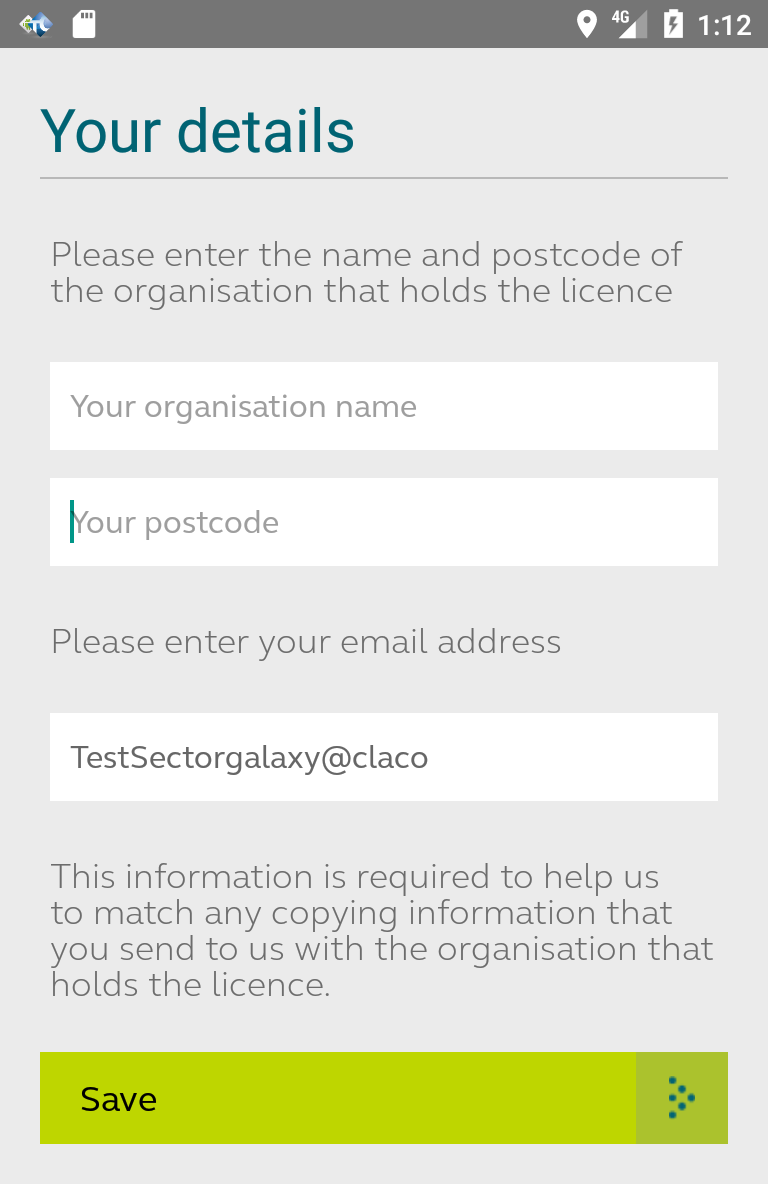 4G 1:12
Your details
Please enter the name and postcode of
the organisation that holds the licence
Your organisation name
Your postcode
Please enter your email address
TestSectorgalaxy@claco
This information is required to help us
to match any copying information that
you send to us with the organisation that
holds the licence.
Save